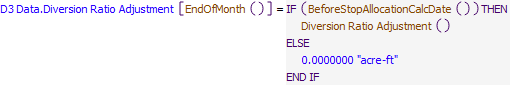 D3 Data.Diversion Ratio Adjustment [EndOfMonth ()] = IF (BeforeStopAllocationCalcDate ()) THEN
Diversion Ratio Adjustment ()
ELSE
0.0000000 "acre-ft"
END IF